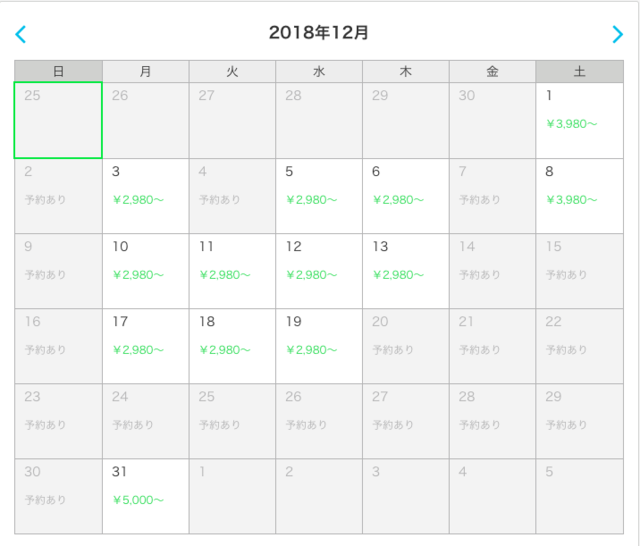 2018年12月
日 月 火 水 木 金 土
25 26 27 28 29 30 1
¥3,980〜
2 3 4 5 6 7 8
予約あり ¥2,980〜 予約あり ¥2,980〜 ¥2,980〜 予約あり ¥3,980〜
9 10 11 12 13 14 15
予約あり ¥2,980〜 ¥2,980〜 ¥2,980〜 ¥2,980〜 予約あり 予約あり
16 17 18 19 20 21 22
予約あり ¥2,980〜 ¥2,980〜 ¥2,980〜 予約あり 予約あり 予約あり
23 24 25 26 27 28 29
予約あり 予約あり 予約あり 予約あり 予約あり 予約あり 予約あり
30 31 1 2 3 4 5
予約あり ¥5,000〜